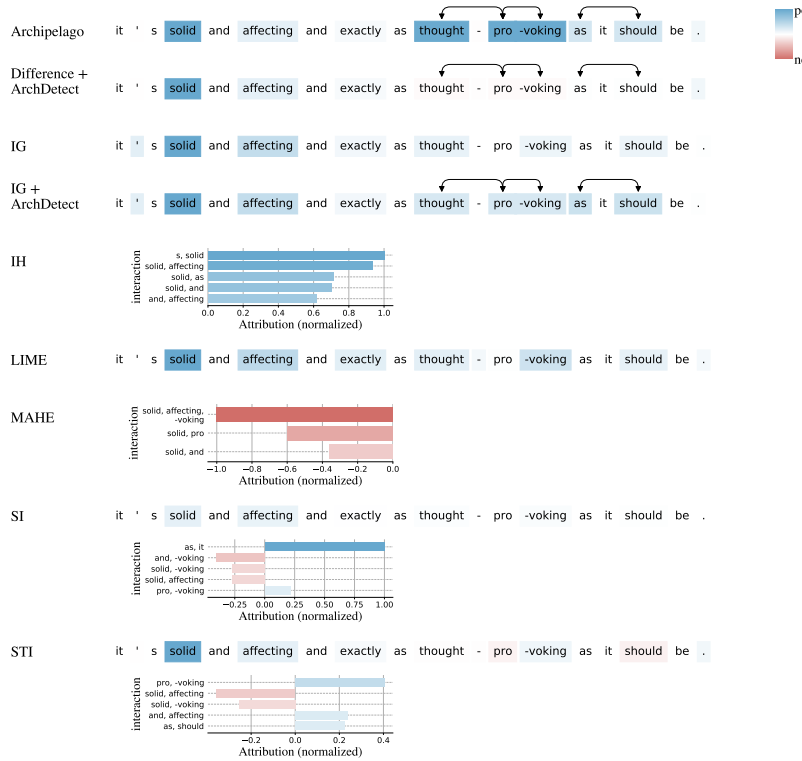 Archipelago it ' s solid and affecting and exactly as thought - pro -voking as it should be .
Difference +
ArchDetect it ' s solid and affecting and exactly as thought - pro -voking as it should be .
IG it ' s solid and affecting and exactly as thought - pro -voking as it should be .
IG +
ArchDetect it ' s solid and affecting and exactly as thought - pro -voking as it should be .
IH
interaction
s, solid
solid, affecting
solid, as
solid, and
and, affecting
0.0 0.2 0.4 0.6 0.8 1.0
Attribution (normalized)
LIME it ' s solid and affecting and exactly as thought - pro -voking as it should be .
MAHE
interaction
solid, affecting,
-voking
solid, pro
solid, and
−1.0 −0.8 −0.6 −0.4 −0.2 0.0
Attribution (normalized)
SI it ' s solid and affecting and exactly as thought - pro -voking as it should be .
interaction
as, it
and, -voking
solid, -voking
solid, affecting
pro, -voking
−0.25 0.00 0.25 0.50 0.75 1.00
Attribution (normalized)
STI it ' s solid and affecting and exactly as thought - pro -voking as it should be .
interaction
pro, -voking
solid, affecting
solid, -voking
and, affecting
as, should
−0.2 0.0 0.2 0.4
Attribution (normalized)